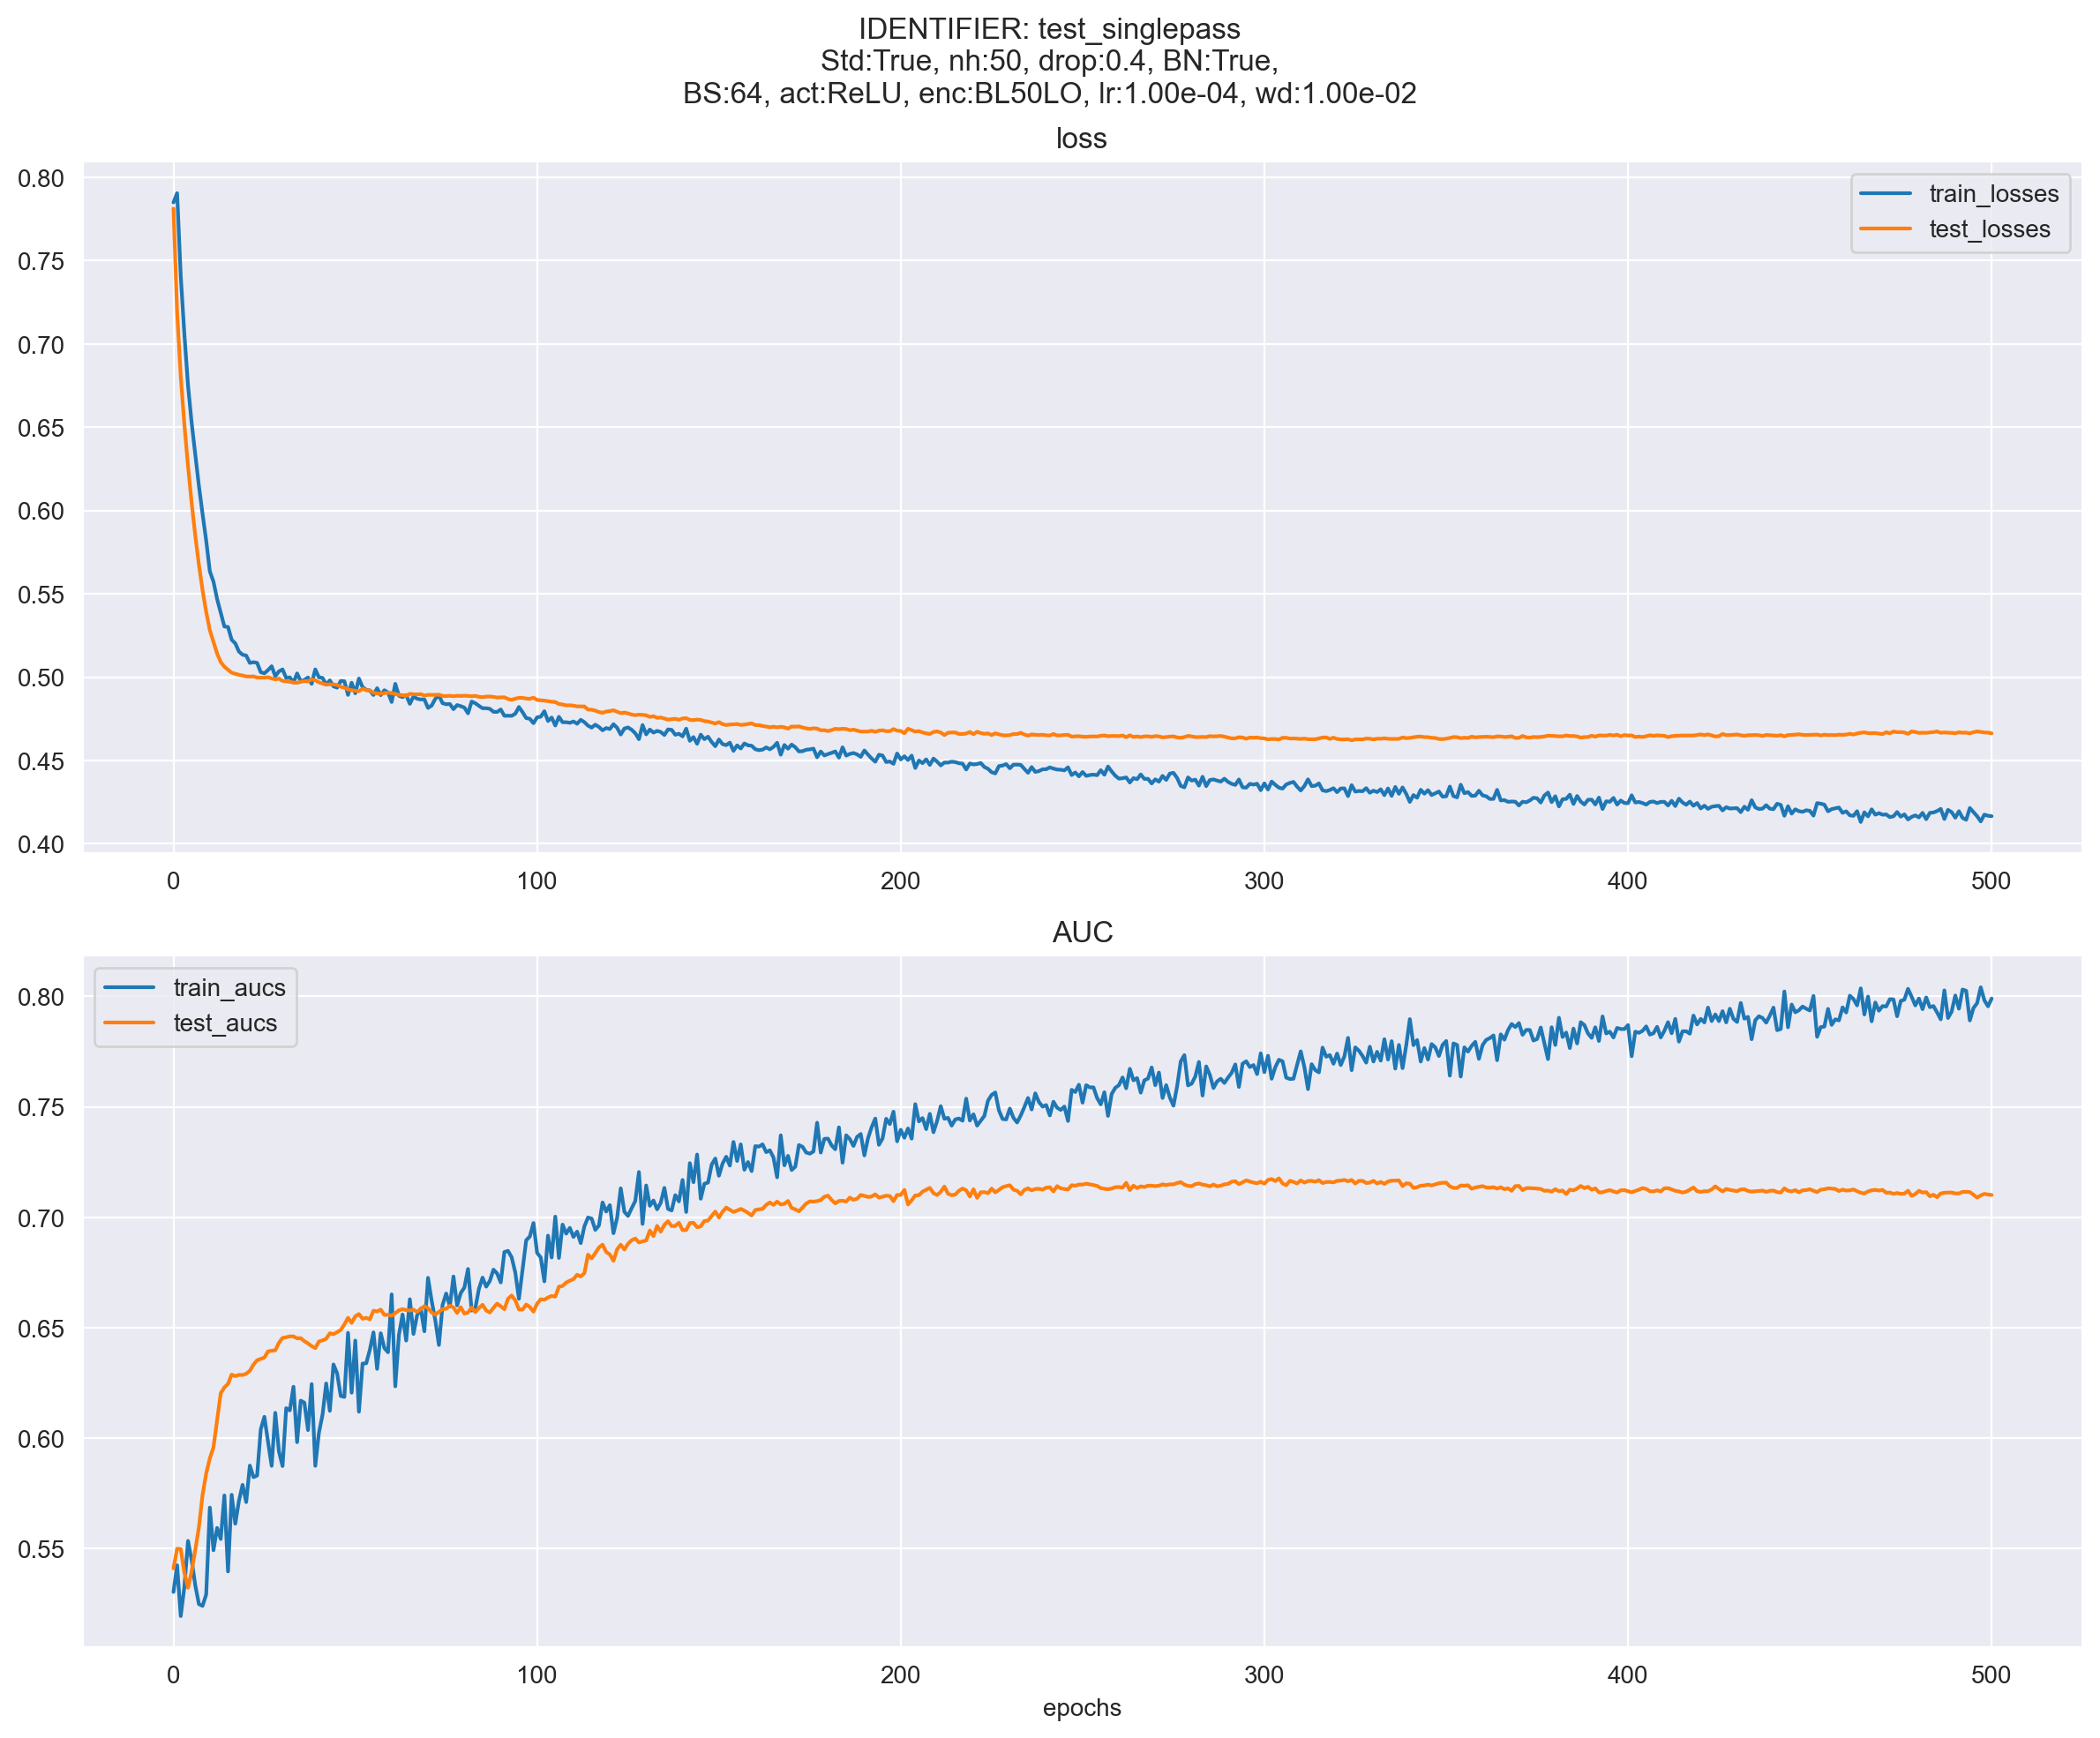 IDENTIFIER: test_singlepass
Std:True, nh:50, drop:0.4, BN:True,
BS:64, act:ReLU, enc:BL50LO, lr:1.00e-04, wd:1.00e-02
loss
0.80
0.75
0.70
0.65
0.60
0.55
0.50
0.45
0.40
train_losses
test_losses
0
100
200
300
400
500
AUC
train_aucs
test_aucs
0.80
0.75
0.70
0.65
0.60
0.55
0
100
200
300
400
500
epochs